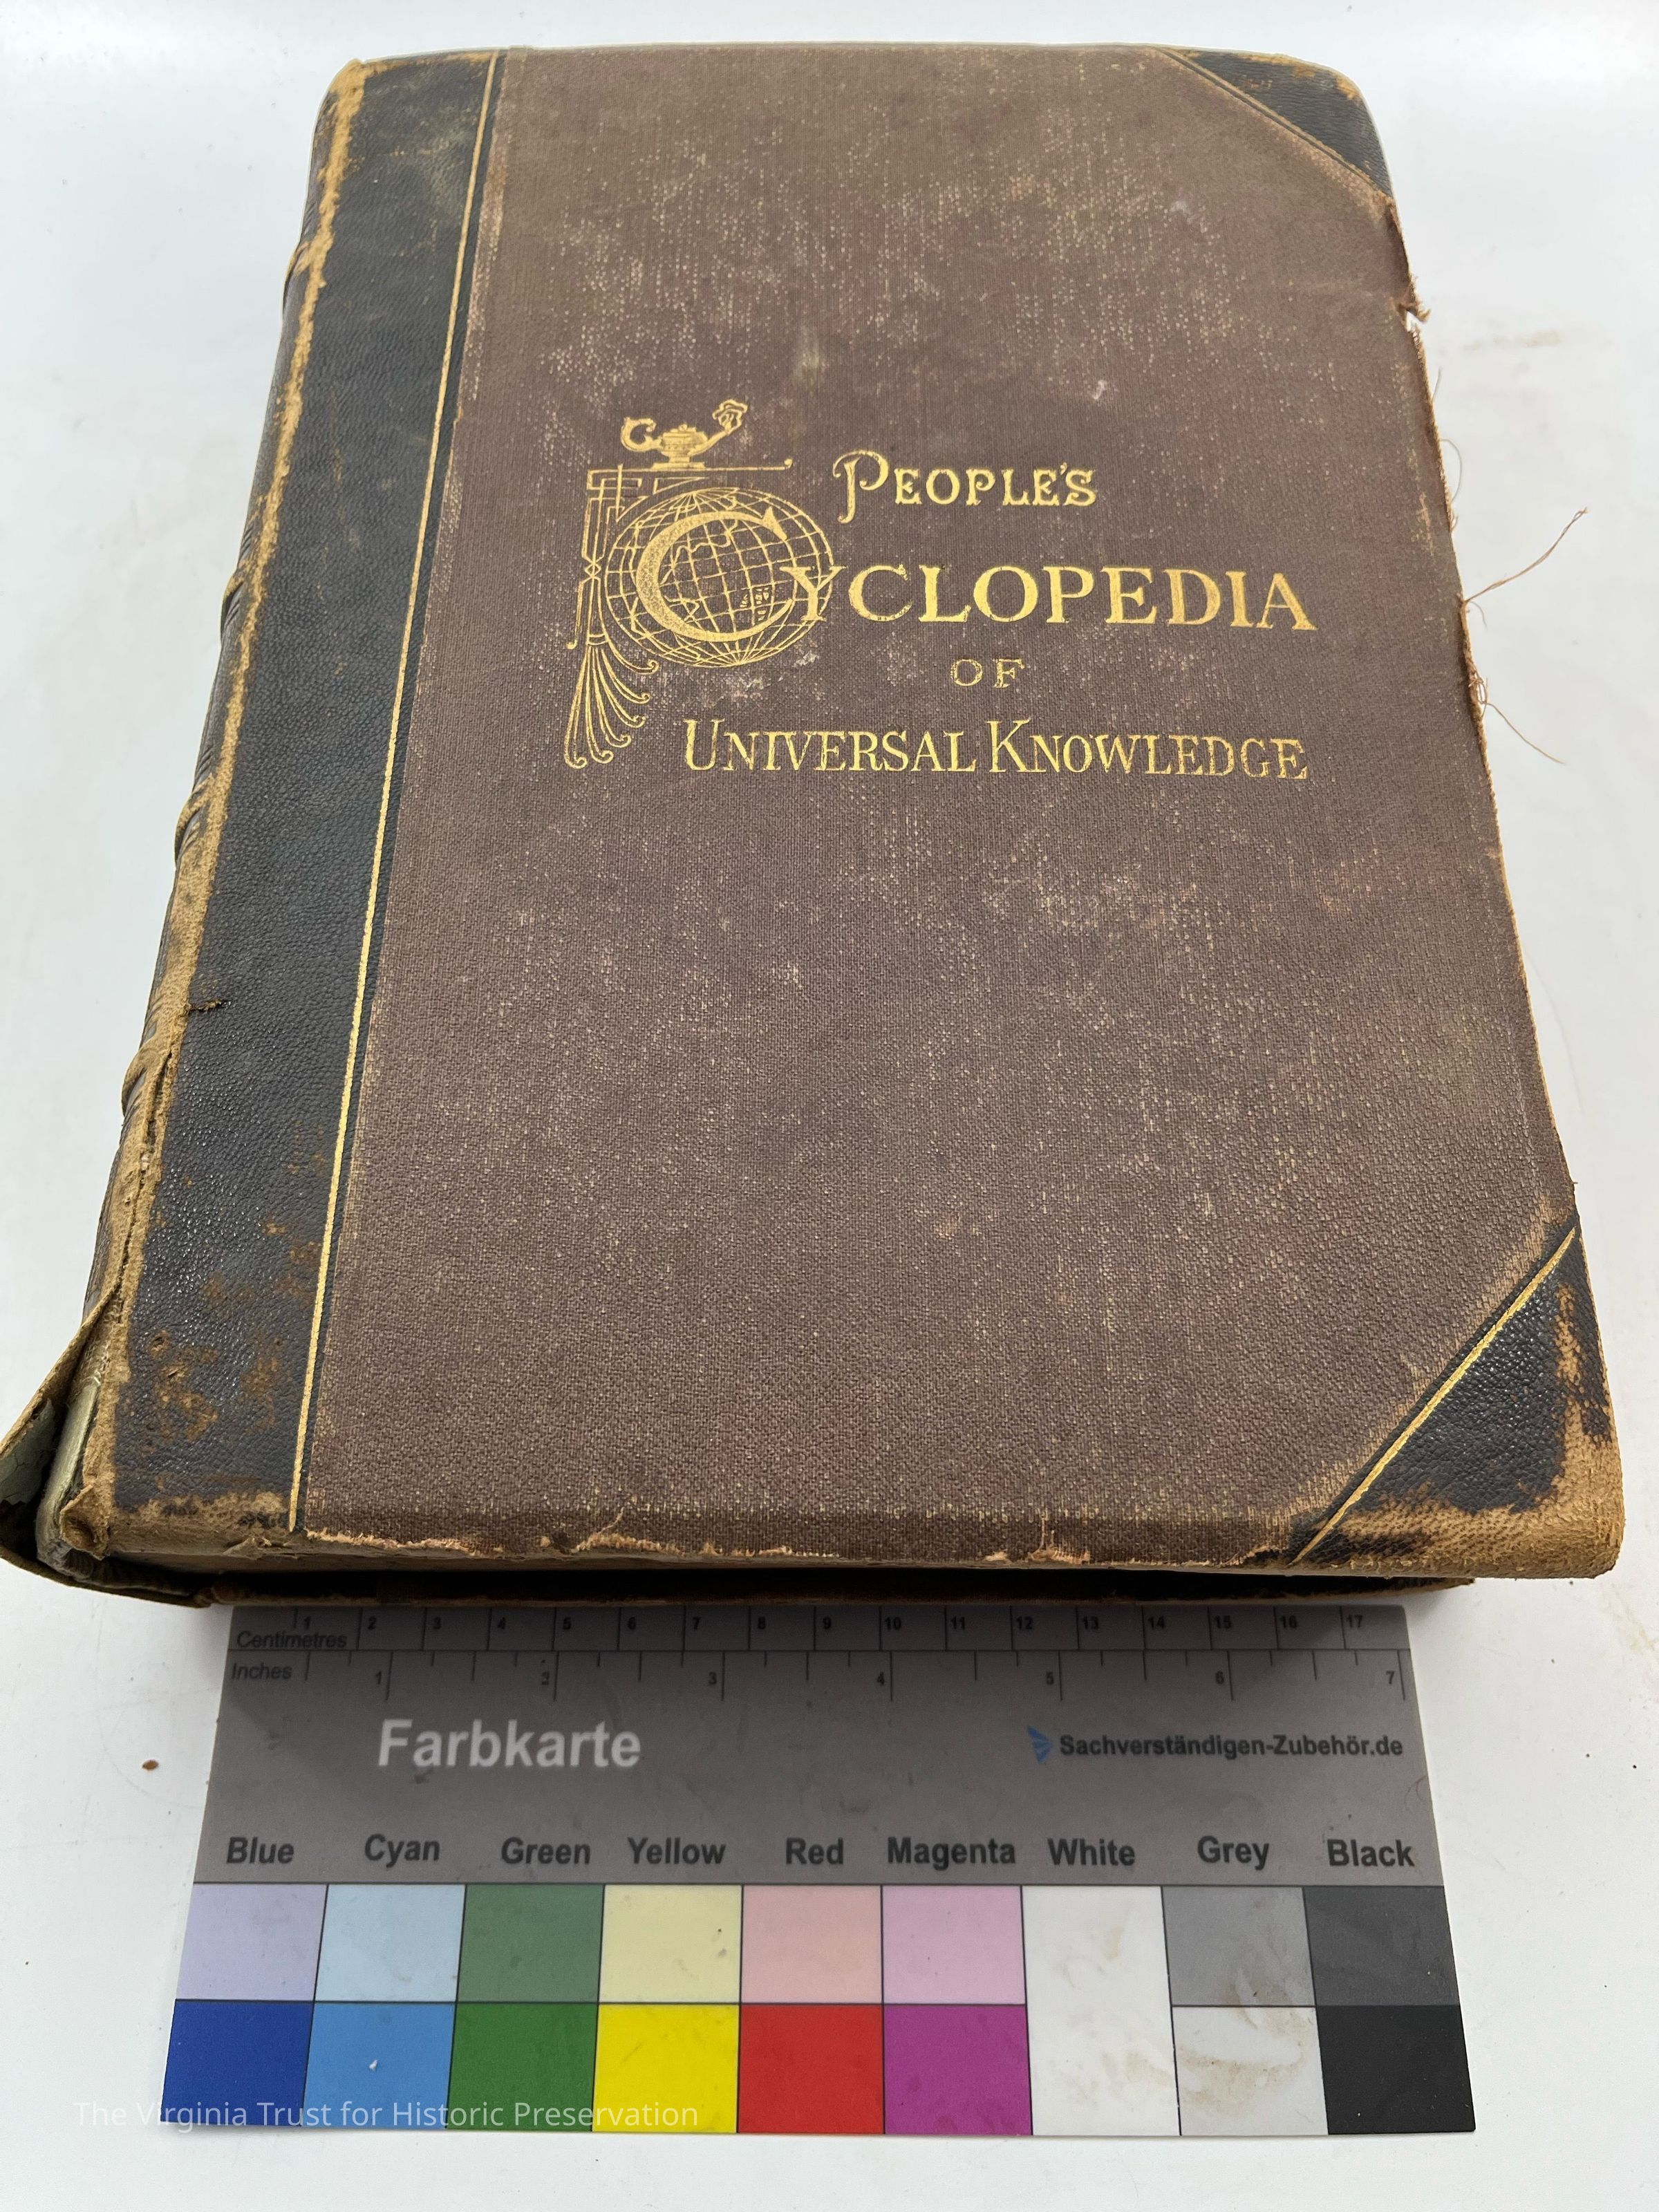 PEOPLE'S
CYCLOPEDIA
OF
UNIVERSAL KNOWLEDGE
1 2 3 4 5 6 7 8 9 10 11 12 13 14 15 16 17
Centimetres
Inches 1 2 3 4 5 6 7
Farbkarte
Sachverständigen-Zubehör.de
Blue Cyan Green Yellow Red Magenta White Grey Black
The Virginia Trust for Historic Preservation